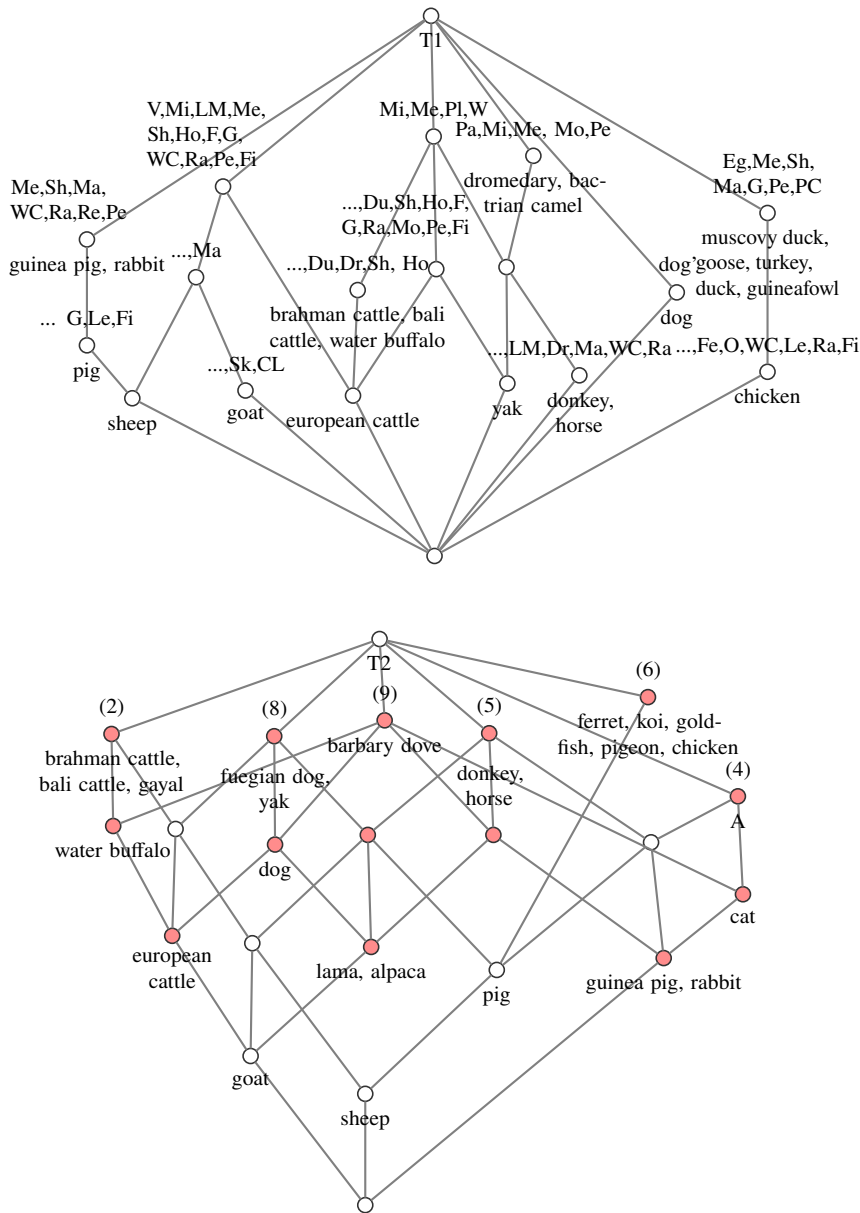 T1
V,Mi,LM,Me,
Sh,Ho,F,G,
WC,Ra,Pe,Fi
Mi,Me,Pl,W
Pa,Mi,Me, Mo,Pe
Eg,Me,Sh,
Ma,G,Pe,PC
Me,Sh,Ma,
WC,Ra,Re,Pe
dromedary, bac-
trian camel
...,Du,Sh,Ho,F,
G,Ra,Mo,Pe,Fi
guinea pig, rabbit
...,Ma
...,Du,Dr,Sh, Ho
dog'
muscovy duck,
goose, turkey,
duck, guineafowl
brahman cattle, bali
cattle, water buffalo
dog
... G,Le,Fi
pig
...,LM,Dr,Ma,WC,Ra
...,Fe,O,WC,Le,Ra,Fi
...,Sk,CL
sheep
goat
european cattle
yak
donkey,
horse
chicken
T2
(2)
(8)
(9)
(5)
(6)
brahman cattle,
bali cattle, gayal
fuegian dog,
yak
barbary dove
donkey,
horse
ferret, koi, gold-
fish, pigeon, chicken
(4)
A
water buffalo
dog
cat
european
cattle
lama, alpaca
pig
guinea pig, rabbit
goat
sheep